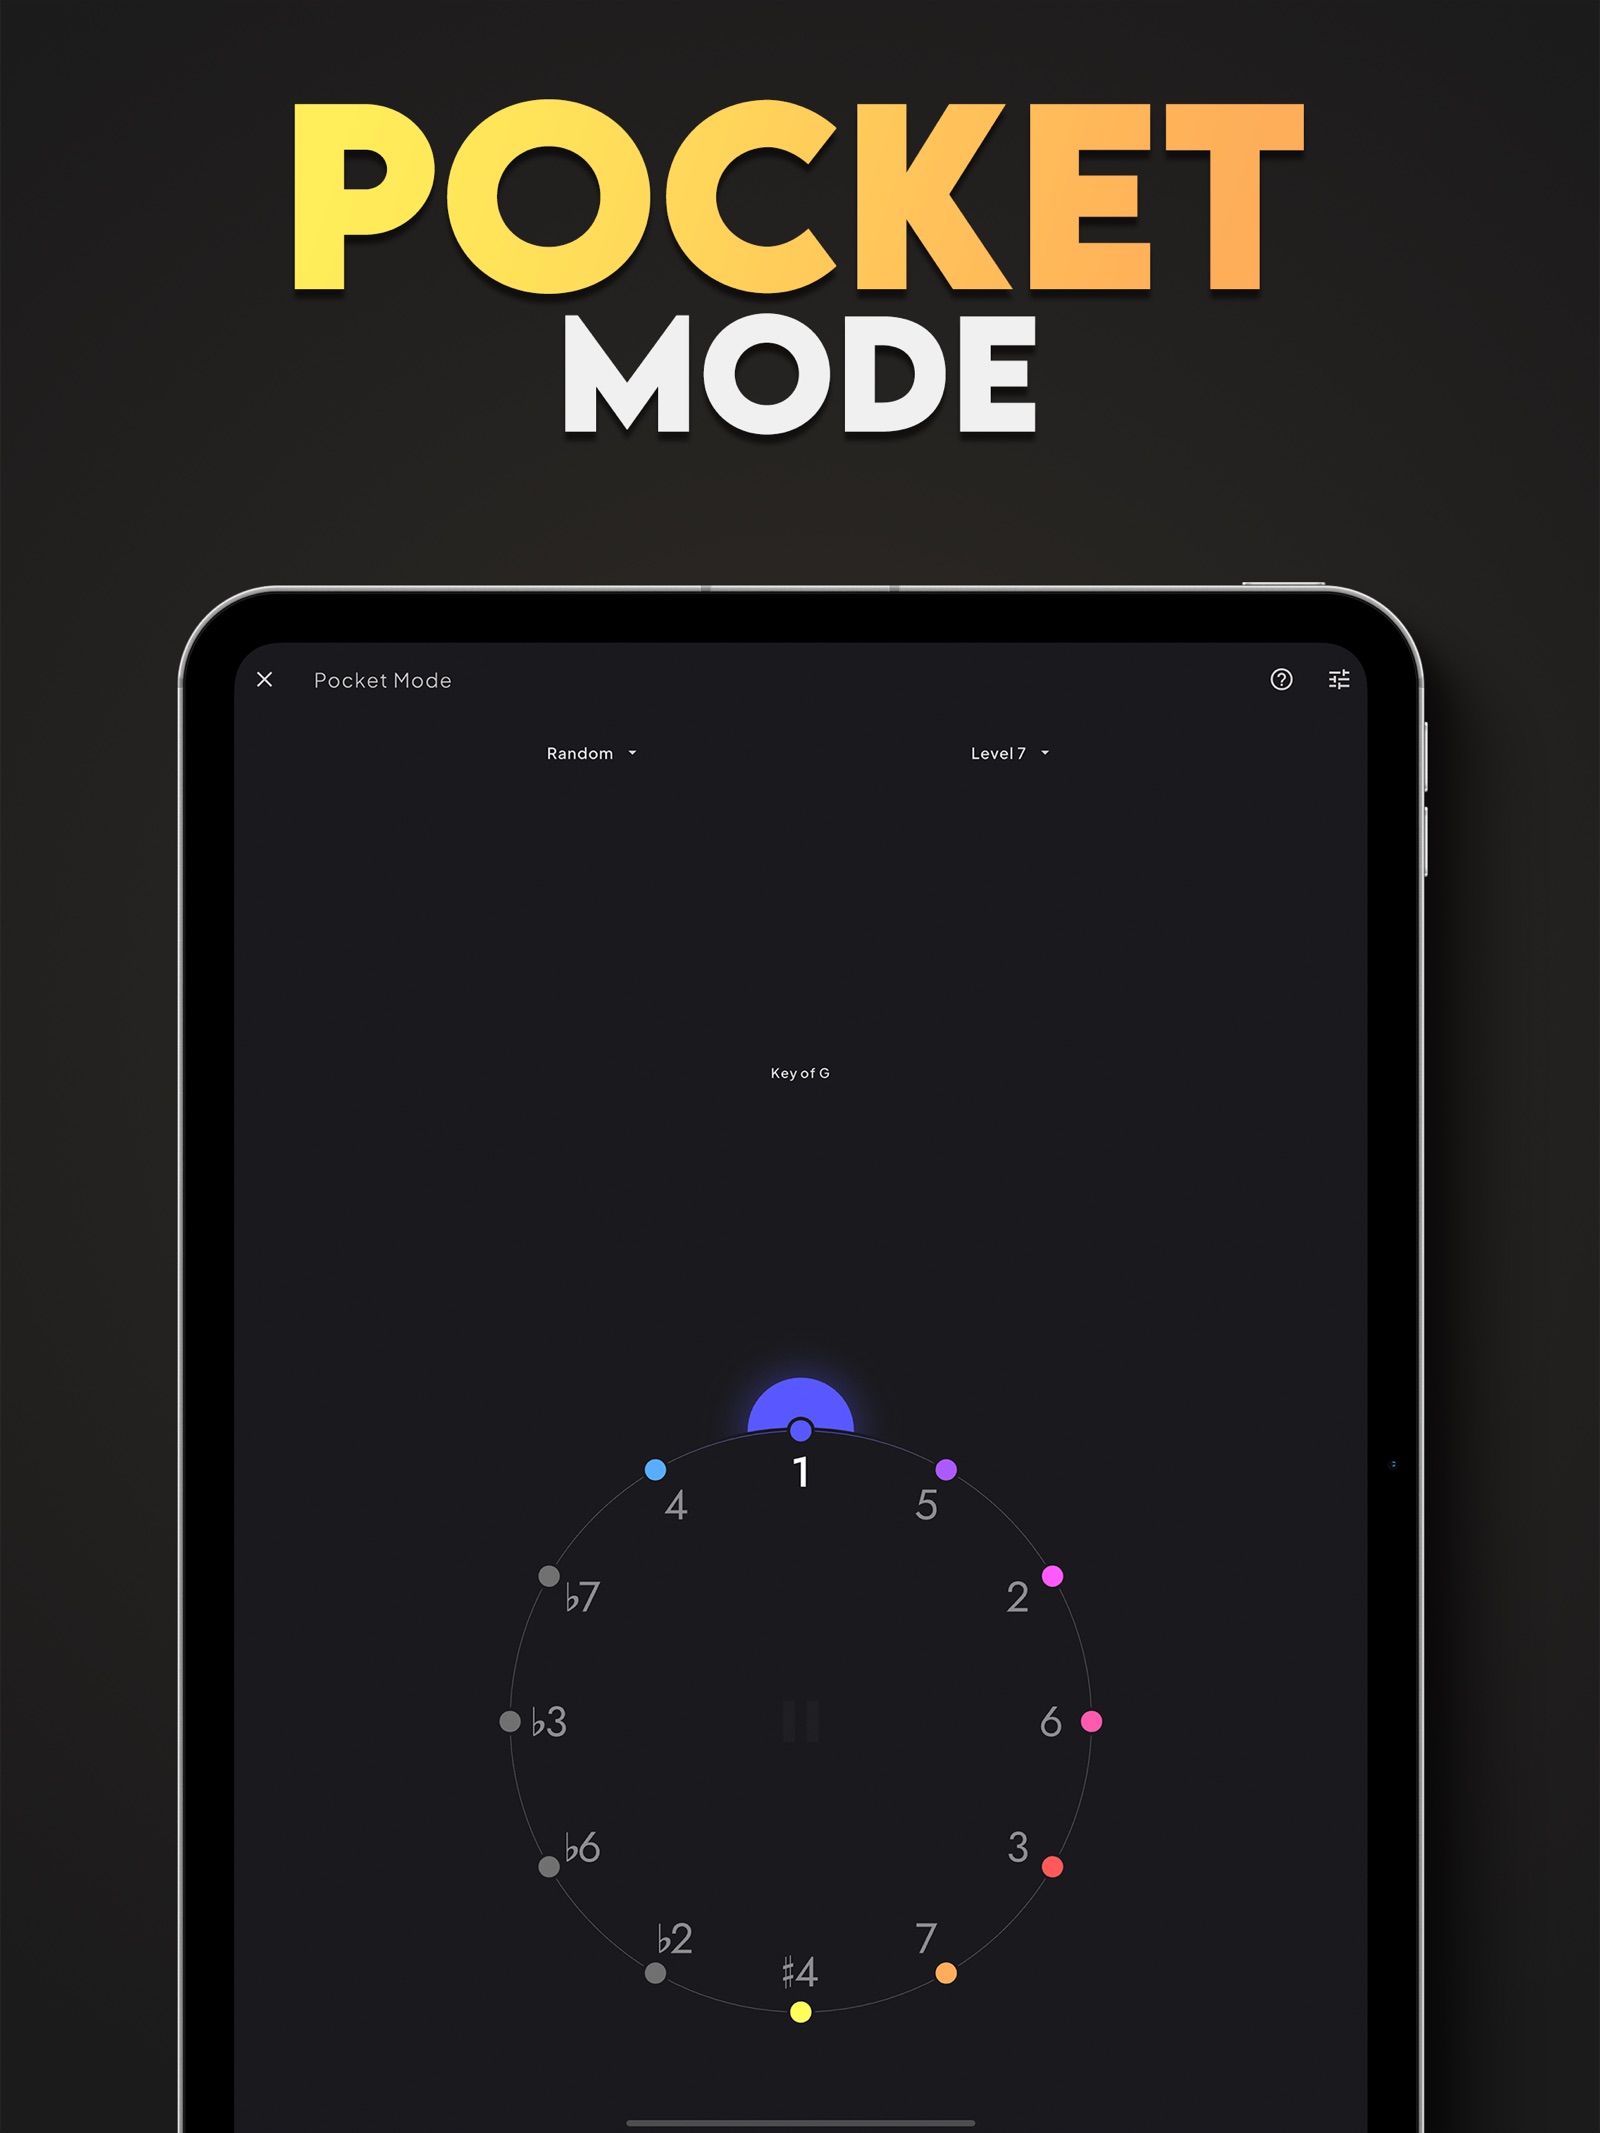 POCKET
MODE
Pocket Mode
Random
Level 7
Key of G
1
4
5
♭7
2
♭3
6
♭6
3
♭2
7
♯4